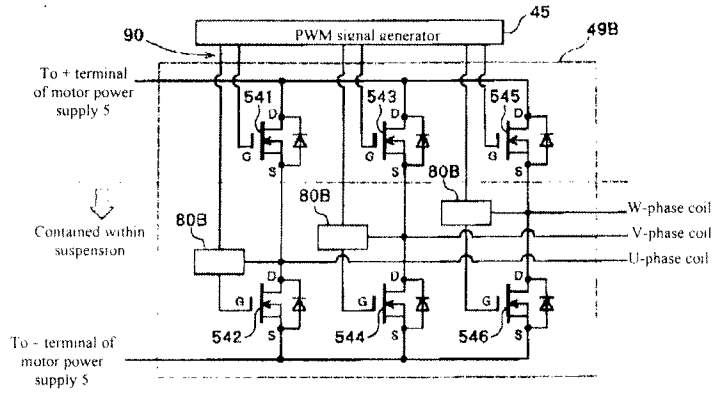 PWM signal generator
45
90
49B
To + terminal
of motor power
supply 5
541
543
545
D
D
D
G
G
G
S
S
S
80B
80B
80B
Contained within
suspension
W-phase coil
V-phase coil
U-phase coil
D
D
D
G
G
G
S
S
S
542
544
546
To - terminal of
motor power
supply 5